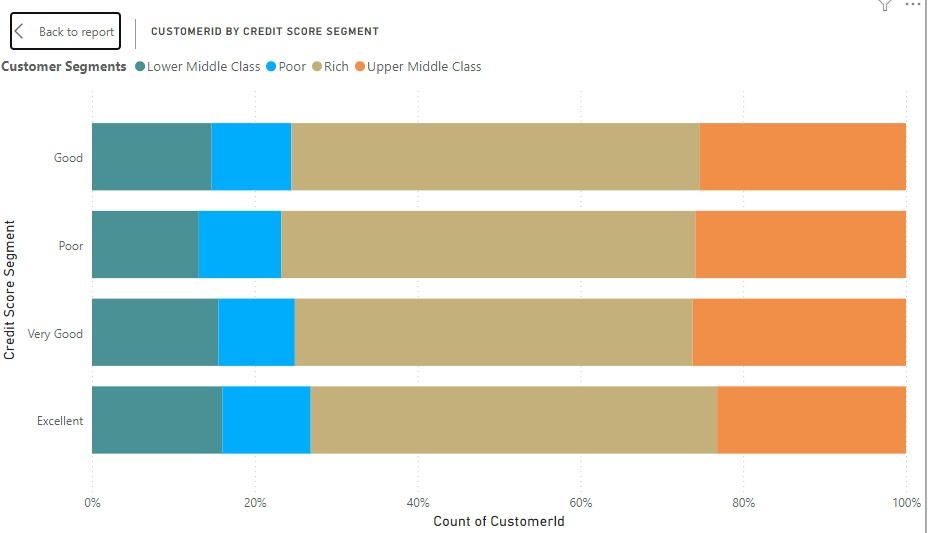 Back to report
CUSTOMERID BY CREDIT SCORE SEGMENT
Customer Segments Lower Middle Class Poor Rich Upper Middle Class
Credit Score Segment
Good
Poor
Very Good
Excellent
0% 20% 40% 60% 80% 100%
Count of CustomerId